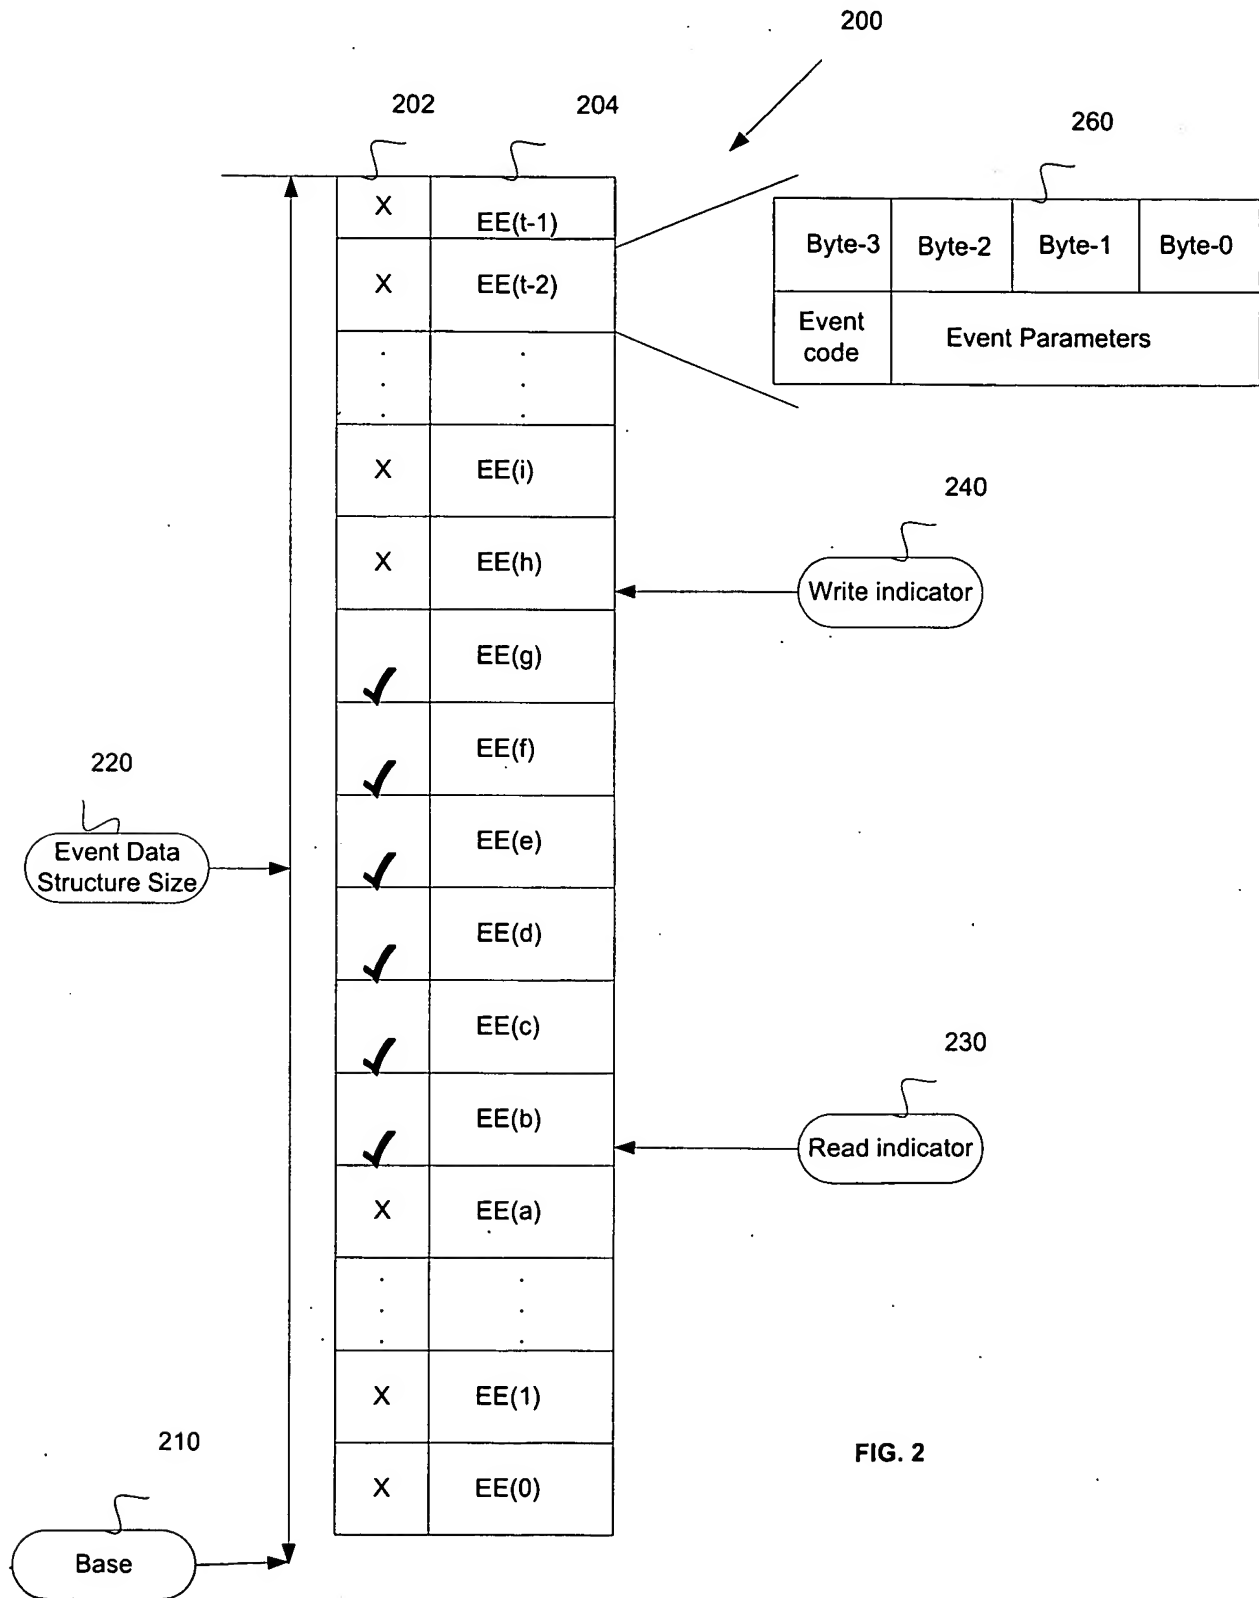 200
202
204
260
X
EE(t-1)
Byte-3
Byte-2
Byte-1
Byte-0
X
EE(t-2)
Event
code
Event Parameters
X
EE(i)
240
X
EE(h)
Write indicator
EE(g)
✓
EE(f)
✓
220
Event Data
Structure Size
EE(e)
✓
EE(d)
✓
EE(c)
✓
230
EE(b)
✓
Read indicator
X
EE(a)
X
EE(1)
210
X
EE(0)
FIG. 2
Base